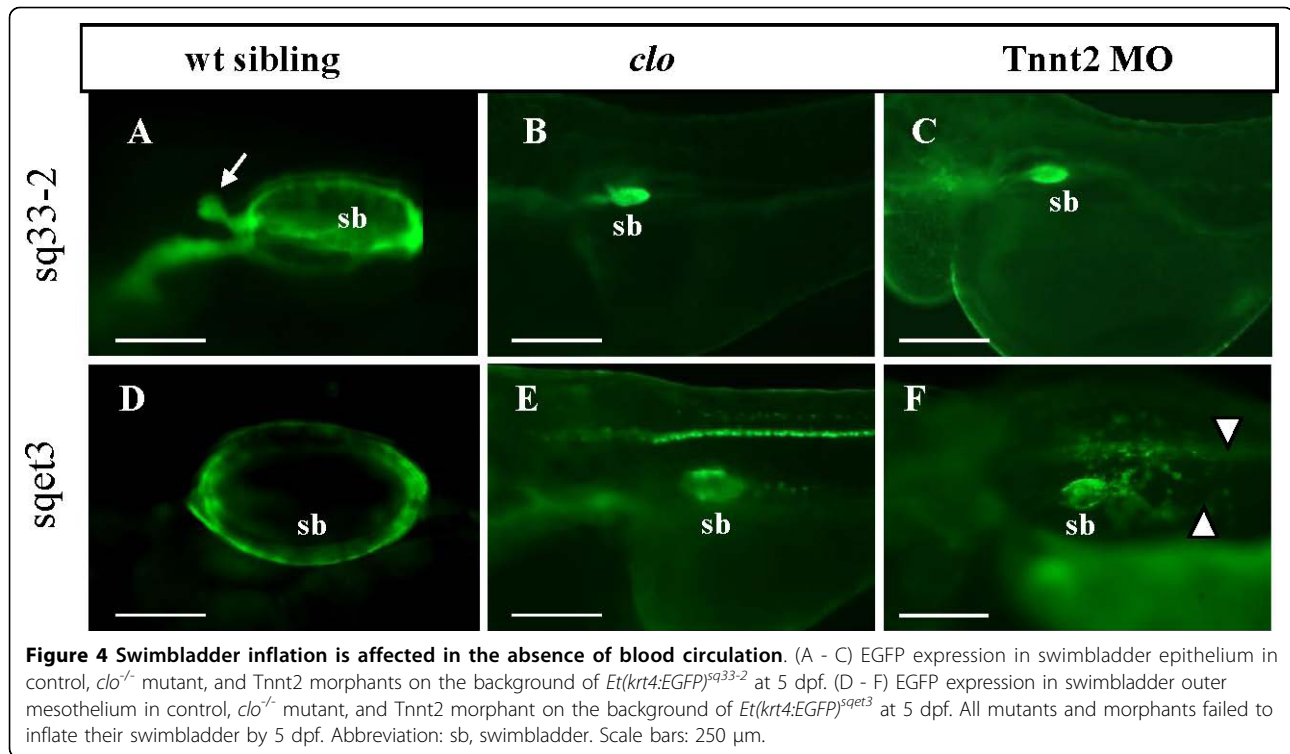 wt sibling clo Tnnt2 MO
sq33-2
A sb
B sb
C sb
sqet3
D sb
E sb
F sb
Figure 4 Swimbladder inflation is affected in the absence of blood circulation. (A - C) EGFP expression in swimbladder epithelium in
control, clo-/- mutant, and Tnnt2 morphants on the background of Et(krt4:EGFP)sq33-2 at 5 dpf. (D - F) EGFP expression in swimbladder outer
mesothelium in control, clo-/- mutant, and Tnnt2 morphant on the background of Et(krt4:EGFP)sqet3 at 5 dpf. All mutants and morphants failed to
inflate their swimbladder by 5 dpf. Abbreviation: sb, swimbladder. Scale bars: 250 μm.